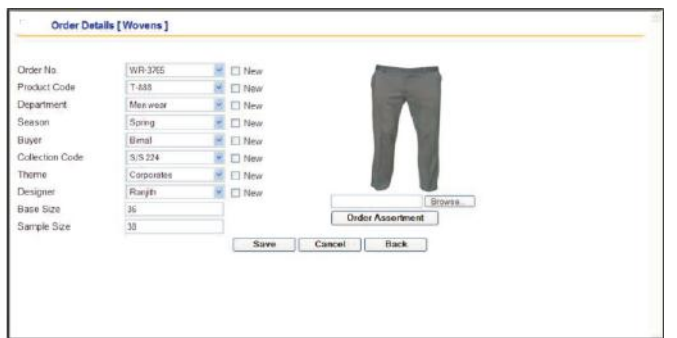 Order Details [ Wovens ]
Order No. WR-3765 New
Product Code T-888 New
Department Men wear New
Season Spring New
Buyer Bimal New
Collection Code S/S 224 New
Theme Corporates New
Designer Ranjith New
Base Size 36
Browse...
Sample Size 38
Order Assortment
Save Cancel Back